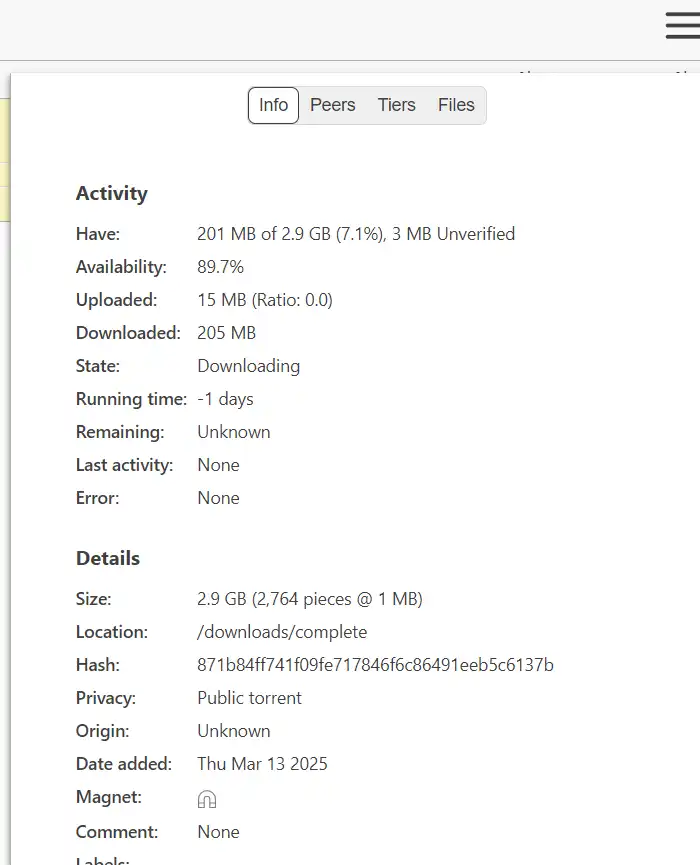 Info Peers Tiers Files
Activity
Have: 201 MB of 2.9 GB (7.1%), 3 MB Unverified
Availability: 89.7%
Uploaded: 15 MB (Ratio: 0.0)
Downloaded: 205 MB
State: Downloading
Running time: -1 days
Remaining: Unknown
Last activity: None
Error: None
Details
Size: 2.9 GB (2,764 pieces @ 1 MB)
Location: /downloads/complete
Hash: 871b84ff741f09fe717846f6c86491eeb5c6137b
Privacy: Public torrent
Origin: Unknown
Date added: Thu Mar 13 2025
Magnet:
Comment: None
Labels: